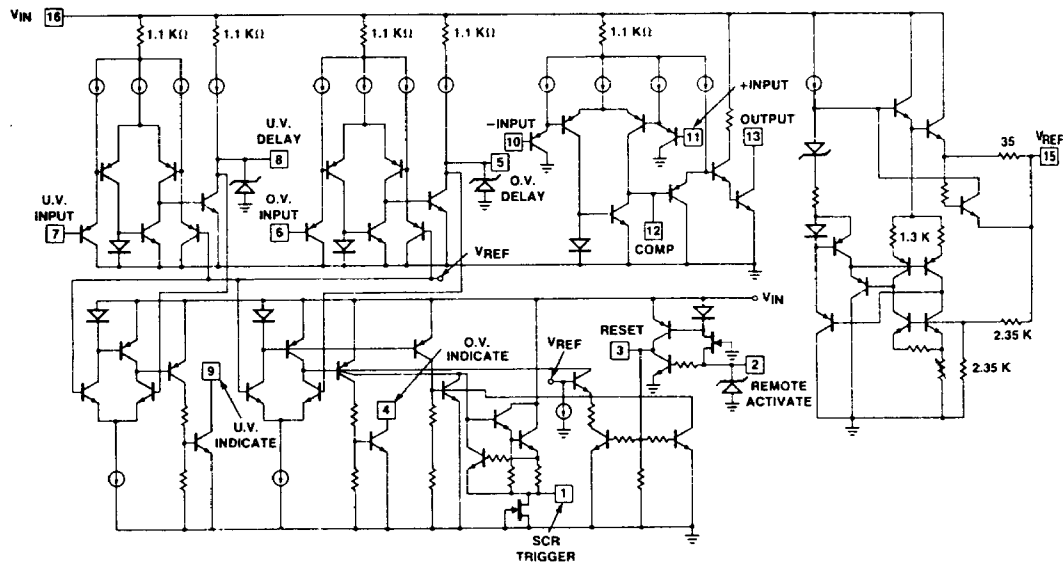 VIN 16
1.1 KΩ
1.1 KΩ
1.1 KΩ
1.1 KΩ
1.1 KΩ
+INPUT
-INPUT
10
11
OUTPUT
13
U.V.
DELAY
8
5
O.V.
DELAY
35
VREF
15
U.V.
INPUT
7
O.V.
INPUT
6
12
COMP
1.3 K
VREF
VIN
RESET
3
2
REMOTE
ACTIVATE
2.35 K
2.35 K
O.V.
INDICATE
VREF
9
U.V.
INDICATE
4
1
SCR
TRIGGER